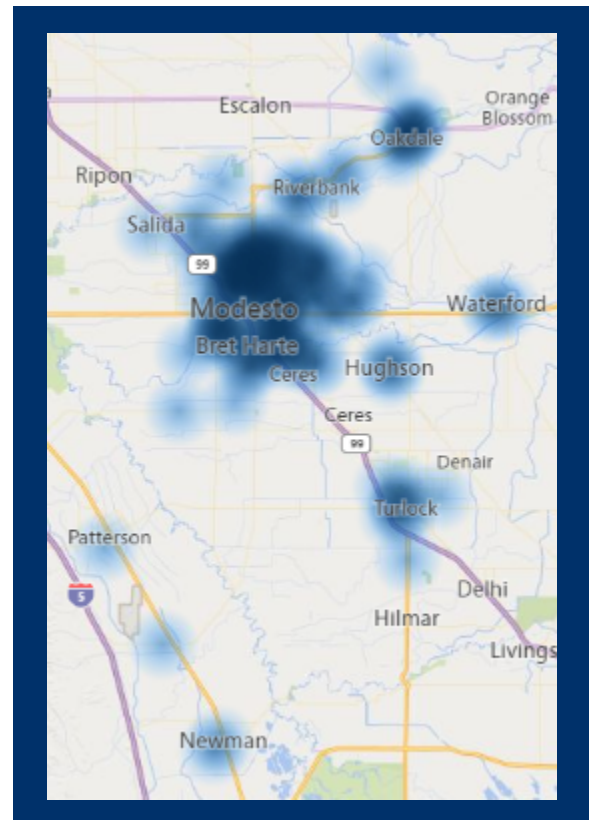 Escalon
Orange
Blossom
Oakdale
Ripon
Riverbank
Salida
99
Modesto
Waterford
Bret Harte
Hughson
Ceres
Ceres
99
Denair
Turlock
Patterson
5
Delhi
Hilmar
Livings
Newman